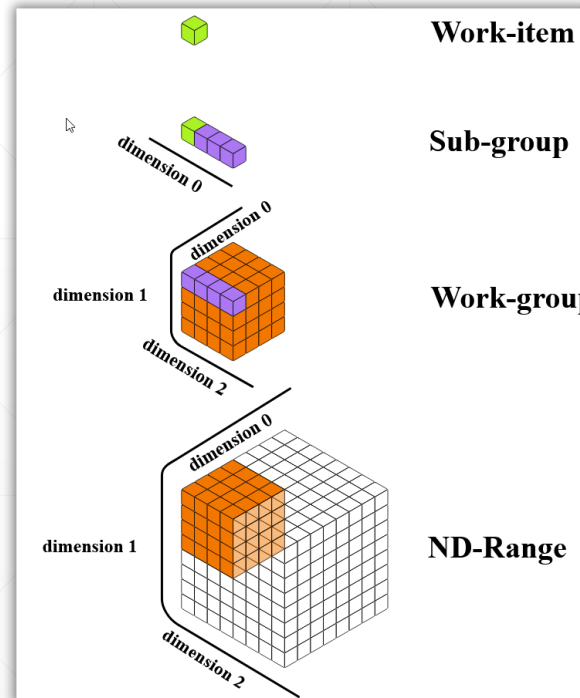 Work-item
Sub-group
dimension 0
dimension 0
dimension 1
Work-group
dimension 2
dimension 0
dimension 1
ND-Range
dimension 2